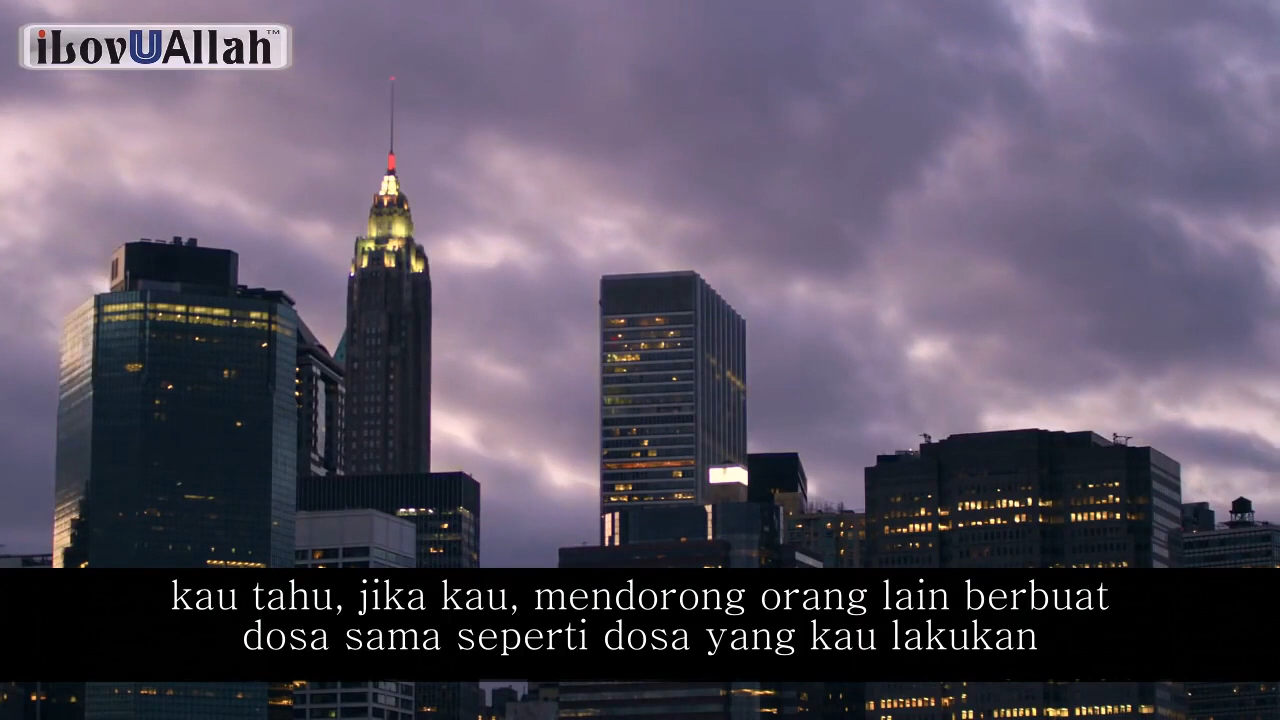 iLovUAllah™
kau tahu, jika kau, mendorong orang lain berbuat
dosa sama seperti dosa yang kau lakukan